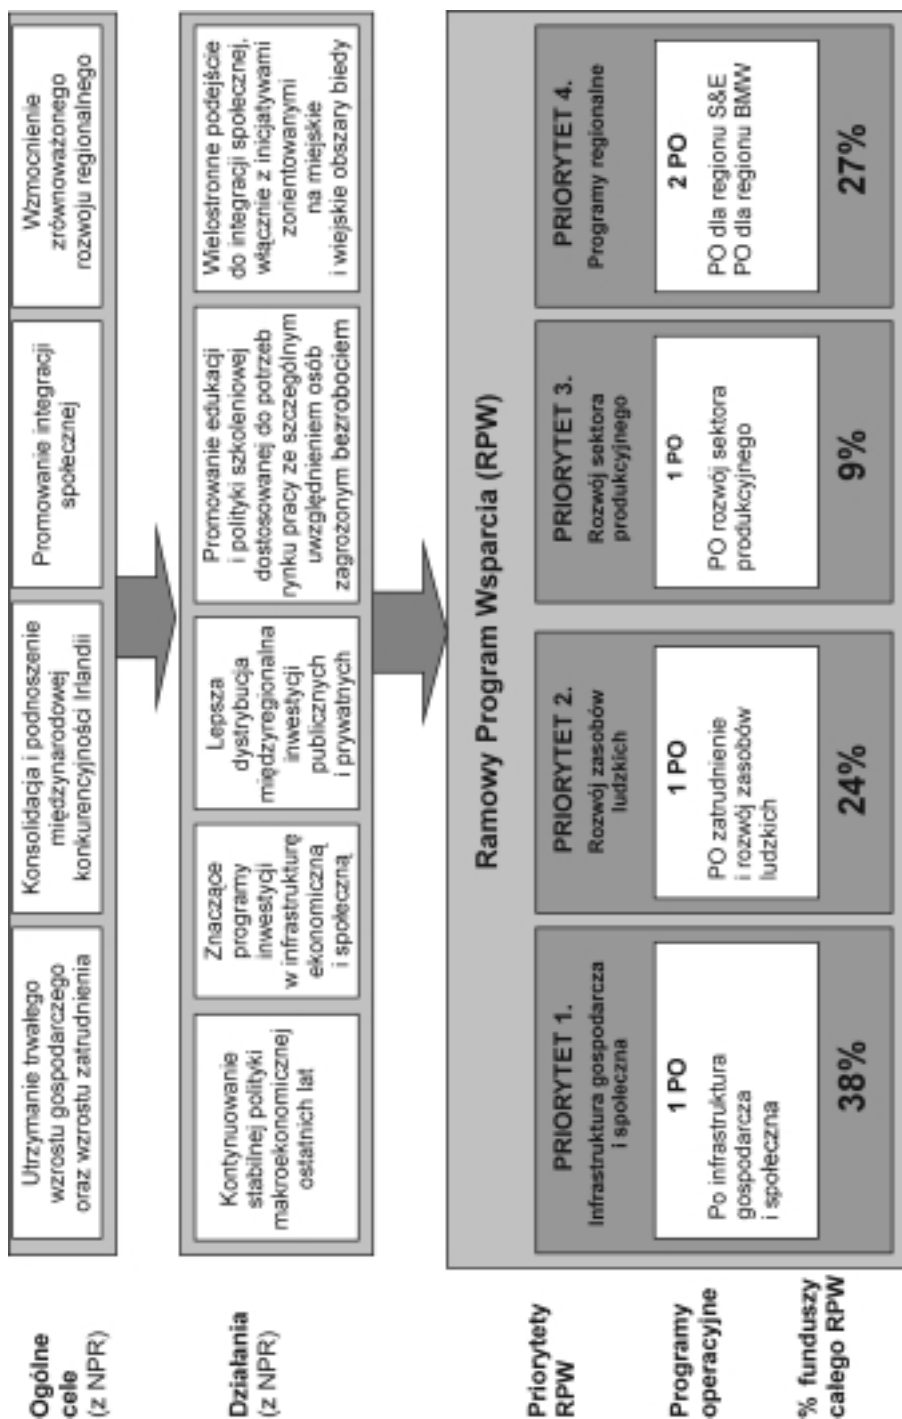 Ogólne
cele
(z NPR)
Utrzymanie trwałego
wzrostu gospodarczego
oraz wzrostu zatrudnienia
Konsolidacja i podnoszenie
międzynarodowej
konkurencyjności Irlandii
Promowanie integracji
społecznej
Wzmocnienie
zrównoważonego
rozwoju regionalnego
Działania
(z NPR)
Kontynuowanie
stabilnej polityki
makroekonomicznej
ostatnich lat
Znaczące
programy
inwestycji
w infrastrukturę
ekonomiczną
i społeczną
Lepsza
dystrybucja
międzyregionalna
inwestycji
publicznych
i prywatnych
Promowanie edukacji
i polityki szkoleniowej
dostosowanej do potrzeb
rynku pracy ze szczególnym
uwzględnieniem osób
zagrożonym bezrobociem
Wielostronne podejście
do integracji społecznej,
włącznie z inicjatywami
zorientowanymi
na miejskie
i wiejskie obszary biedy
Ramowy Program Wsparcia (RPW)
Priorytety
RPW
PRIORYTET 1.
Infrastruktura gospodarcza
i społeczna
PRIORYTET 2.
Rozwój zasobów
ludzkich
PRIORYTET 3.
Rozwój sektora
produkcyjnego
PRIORYTET 4.
Programy regionalne
Programy
operacyjne
1 PO
Po infrastruktura
gospodarcza
i społeczna
1 PO
PO zatrudnienie
i rozwój zasobów
ludzkich
1 PO
PO rozwój sektora
produkcyjnego
2 PO
PO dla regionu S&E
PO dla regionu BMW
% funduszy
całego RPW
38%
24%
9%
27%